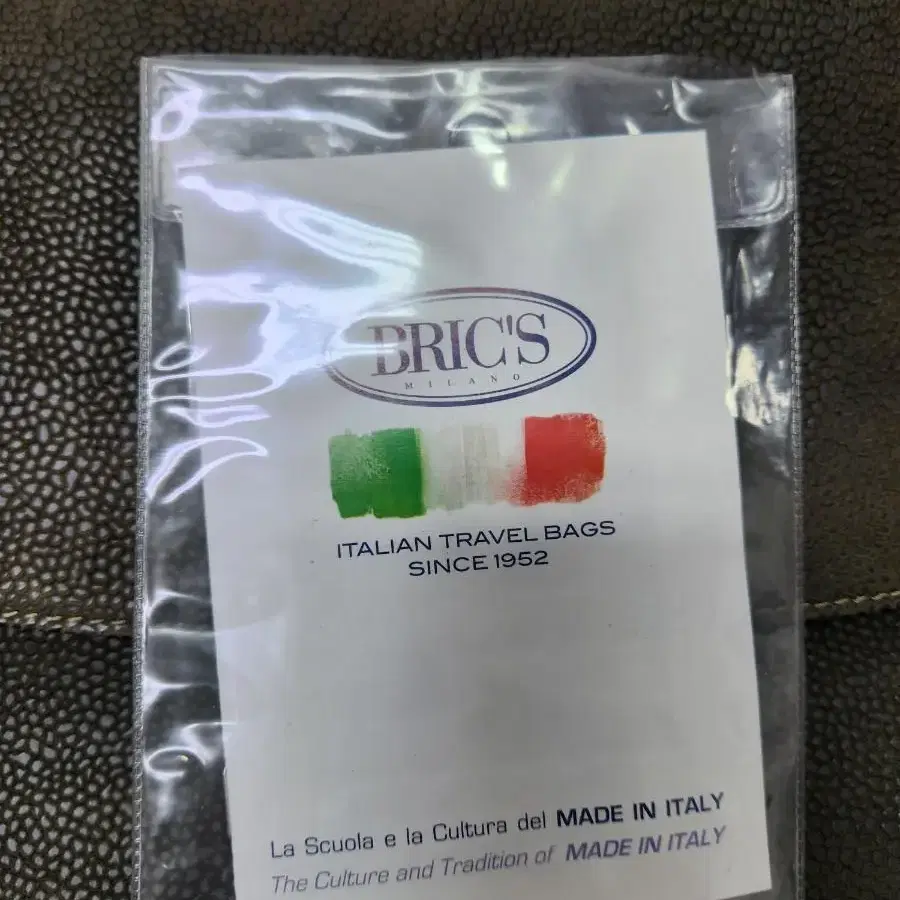 BRIC'S
MILANO
ITALIAN TRAVEL BAGS
SINCE 1952
La Scuola e la Cultura del MADE IN ITALY
The Culture and Tradition of MADE IN ITALY